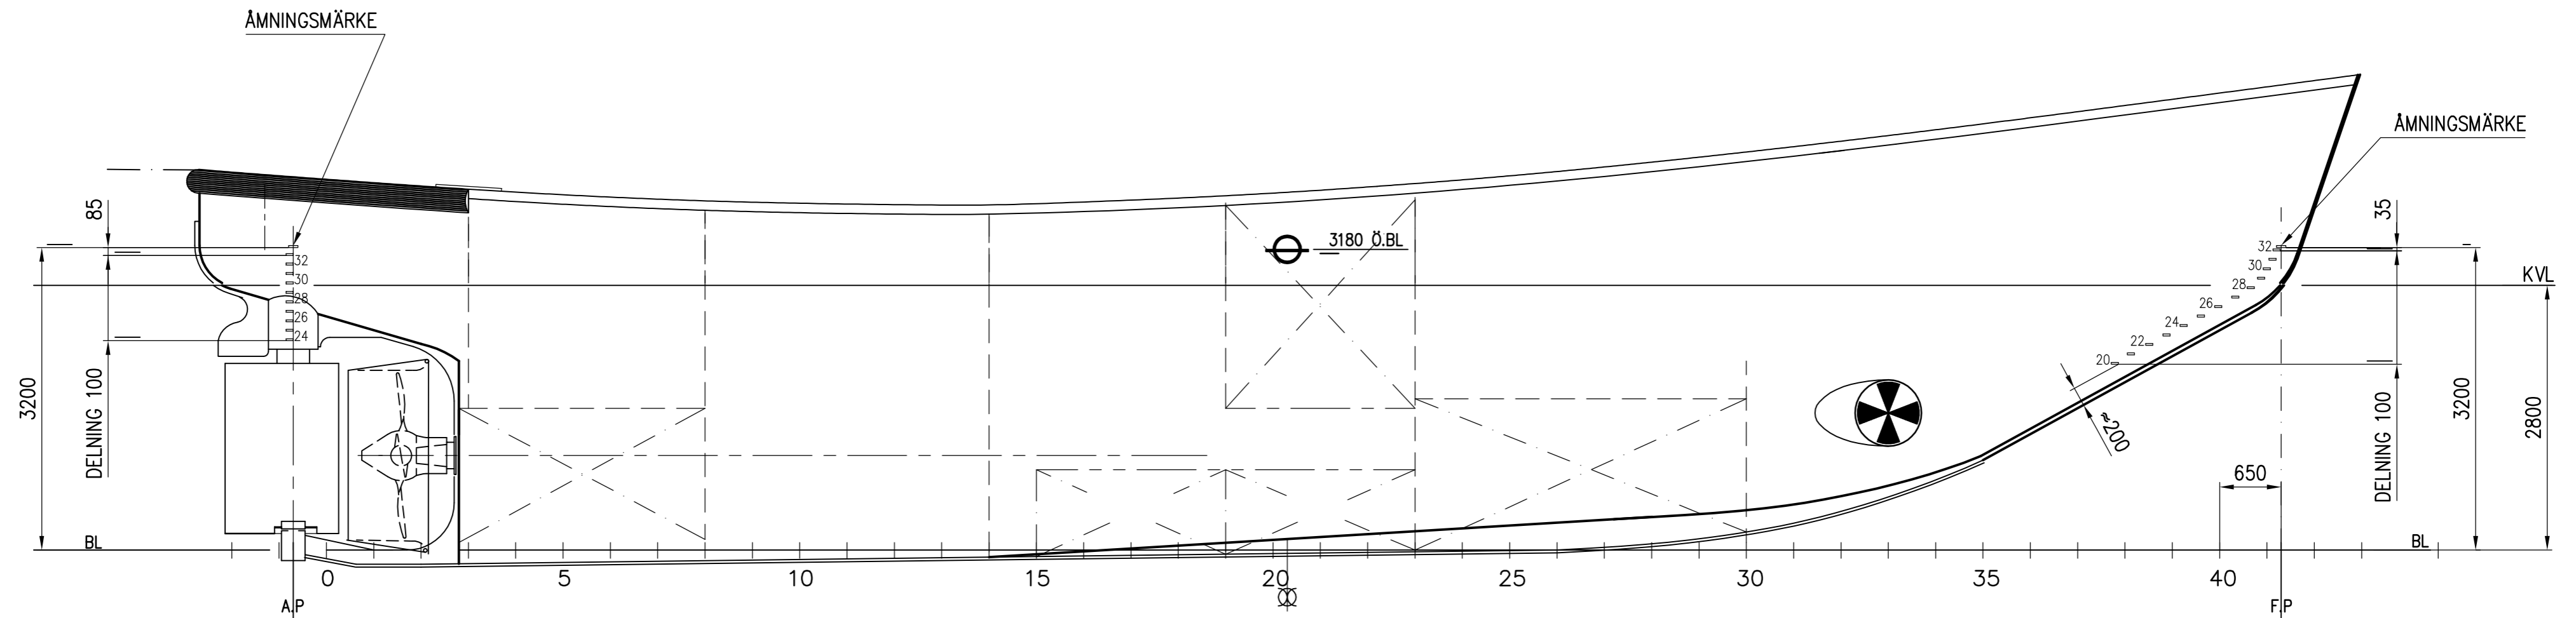 ÅMNINGSMÄRKE
ÅMNINGSMÄRKE
85
3180 Ö.BL
35
KVL
32
30
28
26
24
32
30
28
26
24
22
20
3200
DELNING 100
≈200
650
DELNING 100
3200
2800
BL
BL
0 5 10 15 20 25 30 35 40
A.P
F.P